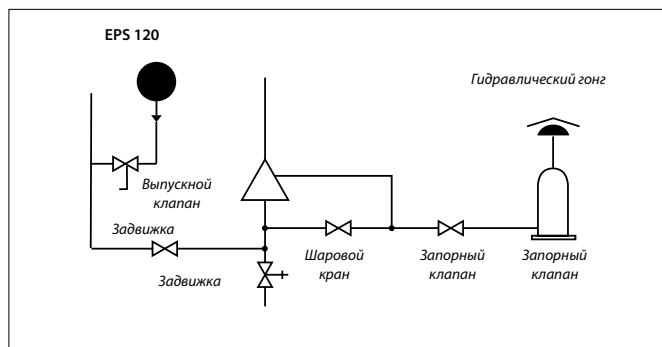 EPS 120
Гидравлический гонг
Выпускной
клапан
Задвижка
Задвижка
Шаровой
кран
Запорный
клапан
Запорный
клапан